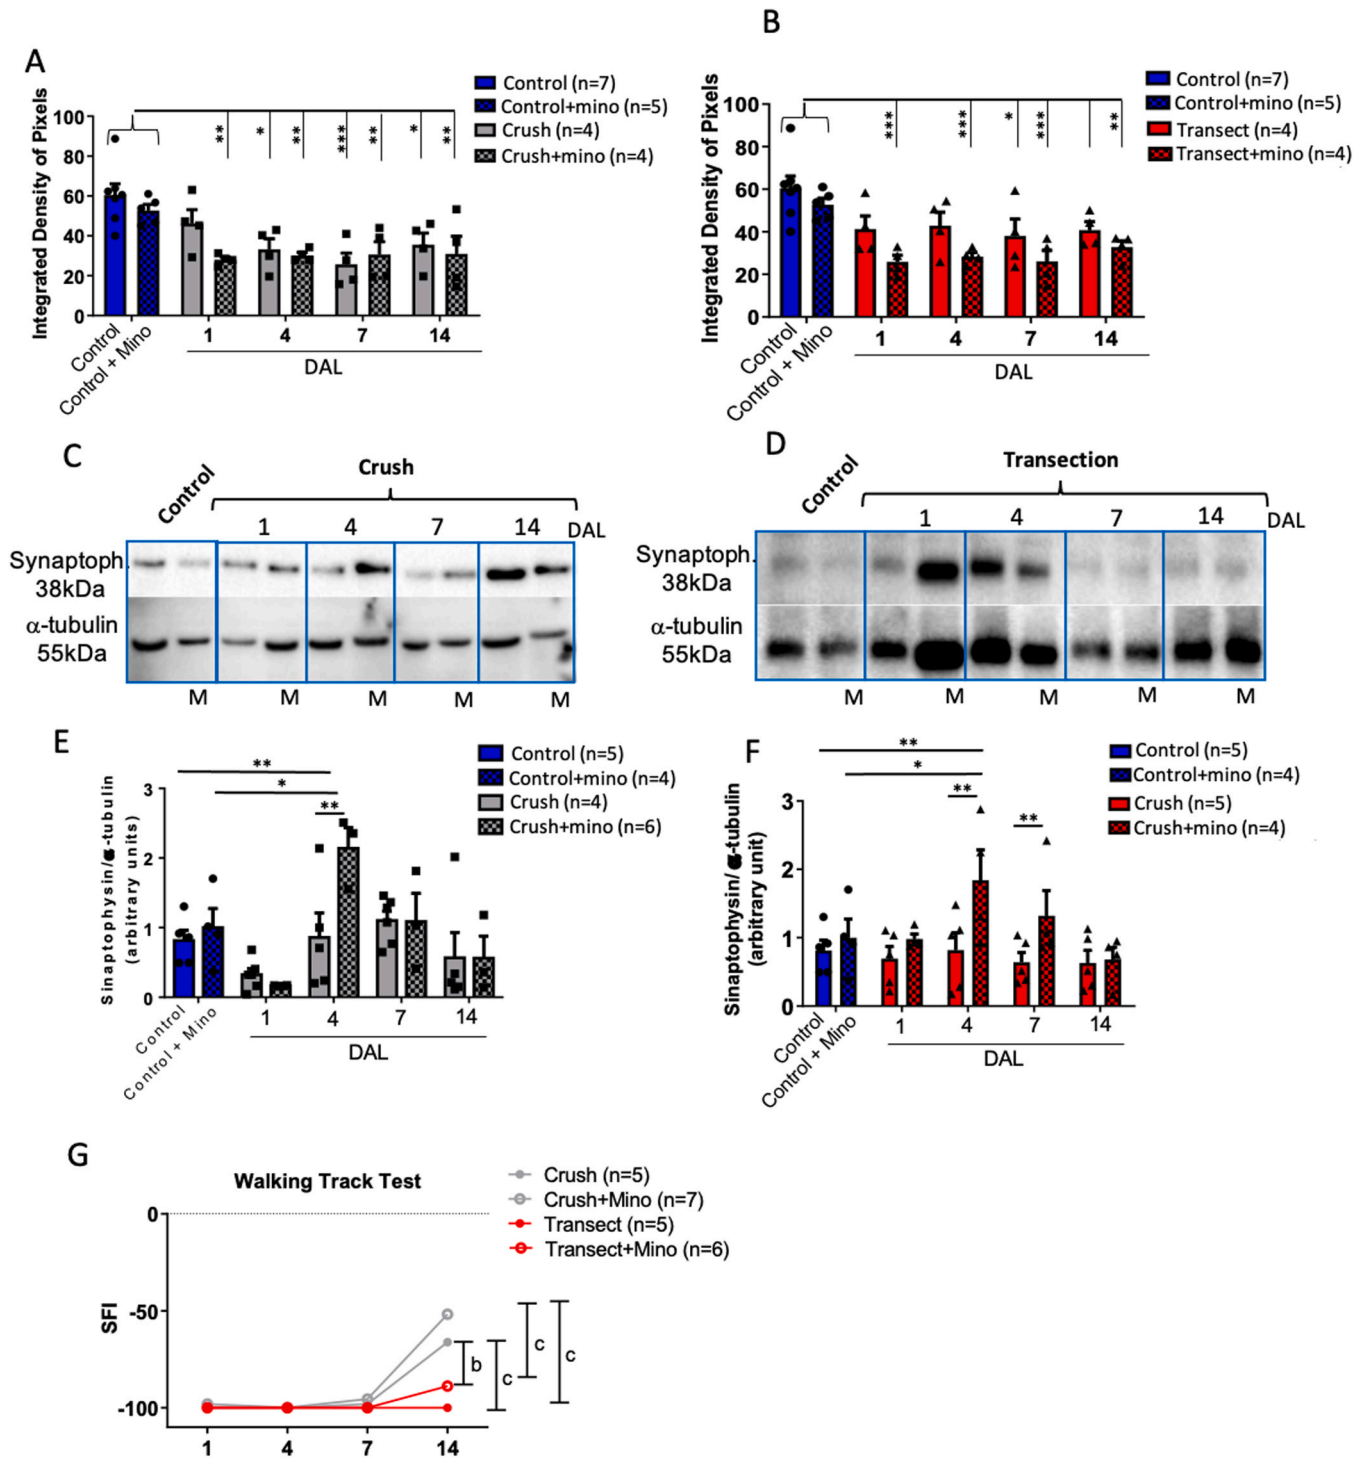 A
Integrated Density of Pixels
100
80
60
40
20
0
**
*
**
***
**
*
**
Control (n=7)
Control+mino (n=5)
Crush (n=4)
Crush+mino (n=4)
Control
Control + Mino
1 4 7 14
DAL
B
Integrated Density of Pixels
100
80
60
40
20
0
***
***
*
***
**
Control (n=7)
Control+mino (n=5)
Transect (n=4)
Transect+mino (n=4)
Control
Control + Mino
1 4 7 14
DAL
C
Control
Crush
1 4 7 14 DAL
Synaptoph.
38kDa
α-tubulin
55kDa
M M M M M
D
Control
Transection
1 4 7 14 DAL
Synaptoph.
38kDa
α-tubulin
55kDa
M M M M M
E
Sinaptophysin/α-tubulin
(arbitrary units)
3
2
1
0
**
*
**
Control (n=5)
Control+mino (n=4)
Crush (n=4)
Crush+mino (n=6)
Control
Control + Mino
1 4 7 14
DAL
F
Sinaptophysin/α-tubulin
(arbitrary unit)
3
2
1
0
**
*
**
**
Control (n=5)
Control+mino (n=4)
Crush (n=5)
Crush+mino (n=4)
Control
Control + Mino
1 4 7 14
DAL
G
Walking Track Test
Crush (n=5)
Crush+Mino (n=7)
Transect (n=5)
Transect+Mino (n=6)
SFI
0
-50
-100
b
c
c
c
1 4 7 14